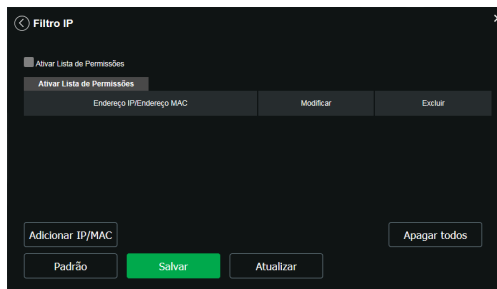 Filtro IP
Ativar Lista de Permissões
Ativar Lista de Permissões
Endereço IP/Endereço MAC Modificar Excluir
Adicionar IP/MAC Apagar todos
Padrão Salvar Atualizar